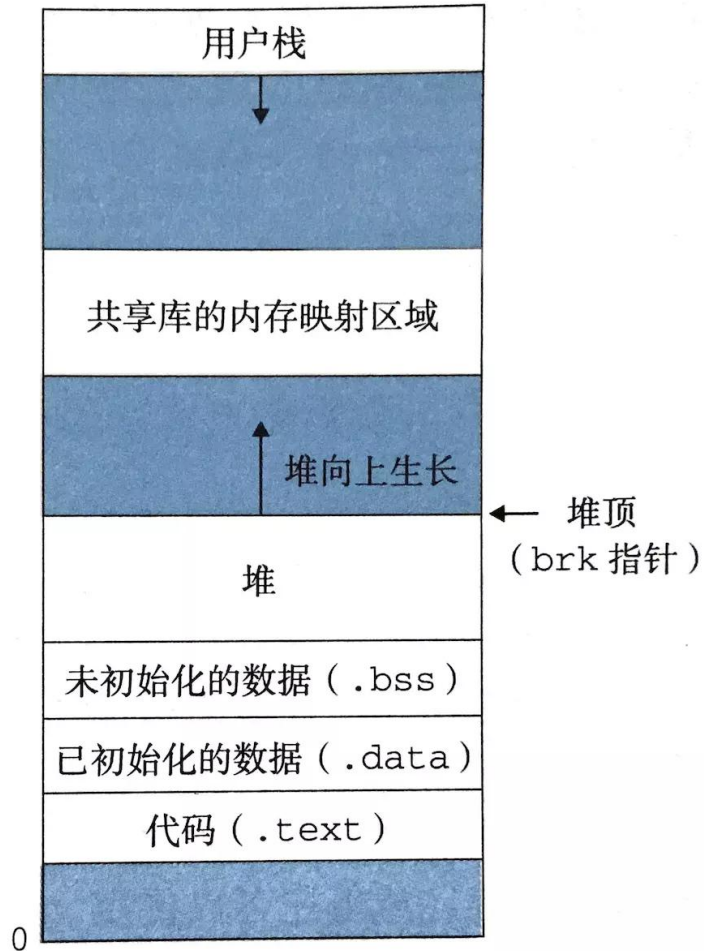 用户栈
共享库的内存映射区域
堆向上生长
堆顶
(brk 指针)
堆
未初始化的数据(.bss)
已初始化的数据(.data)
代码(.text)
0